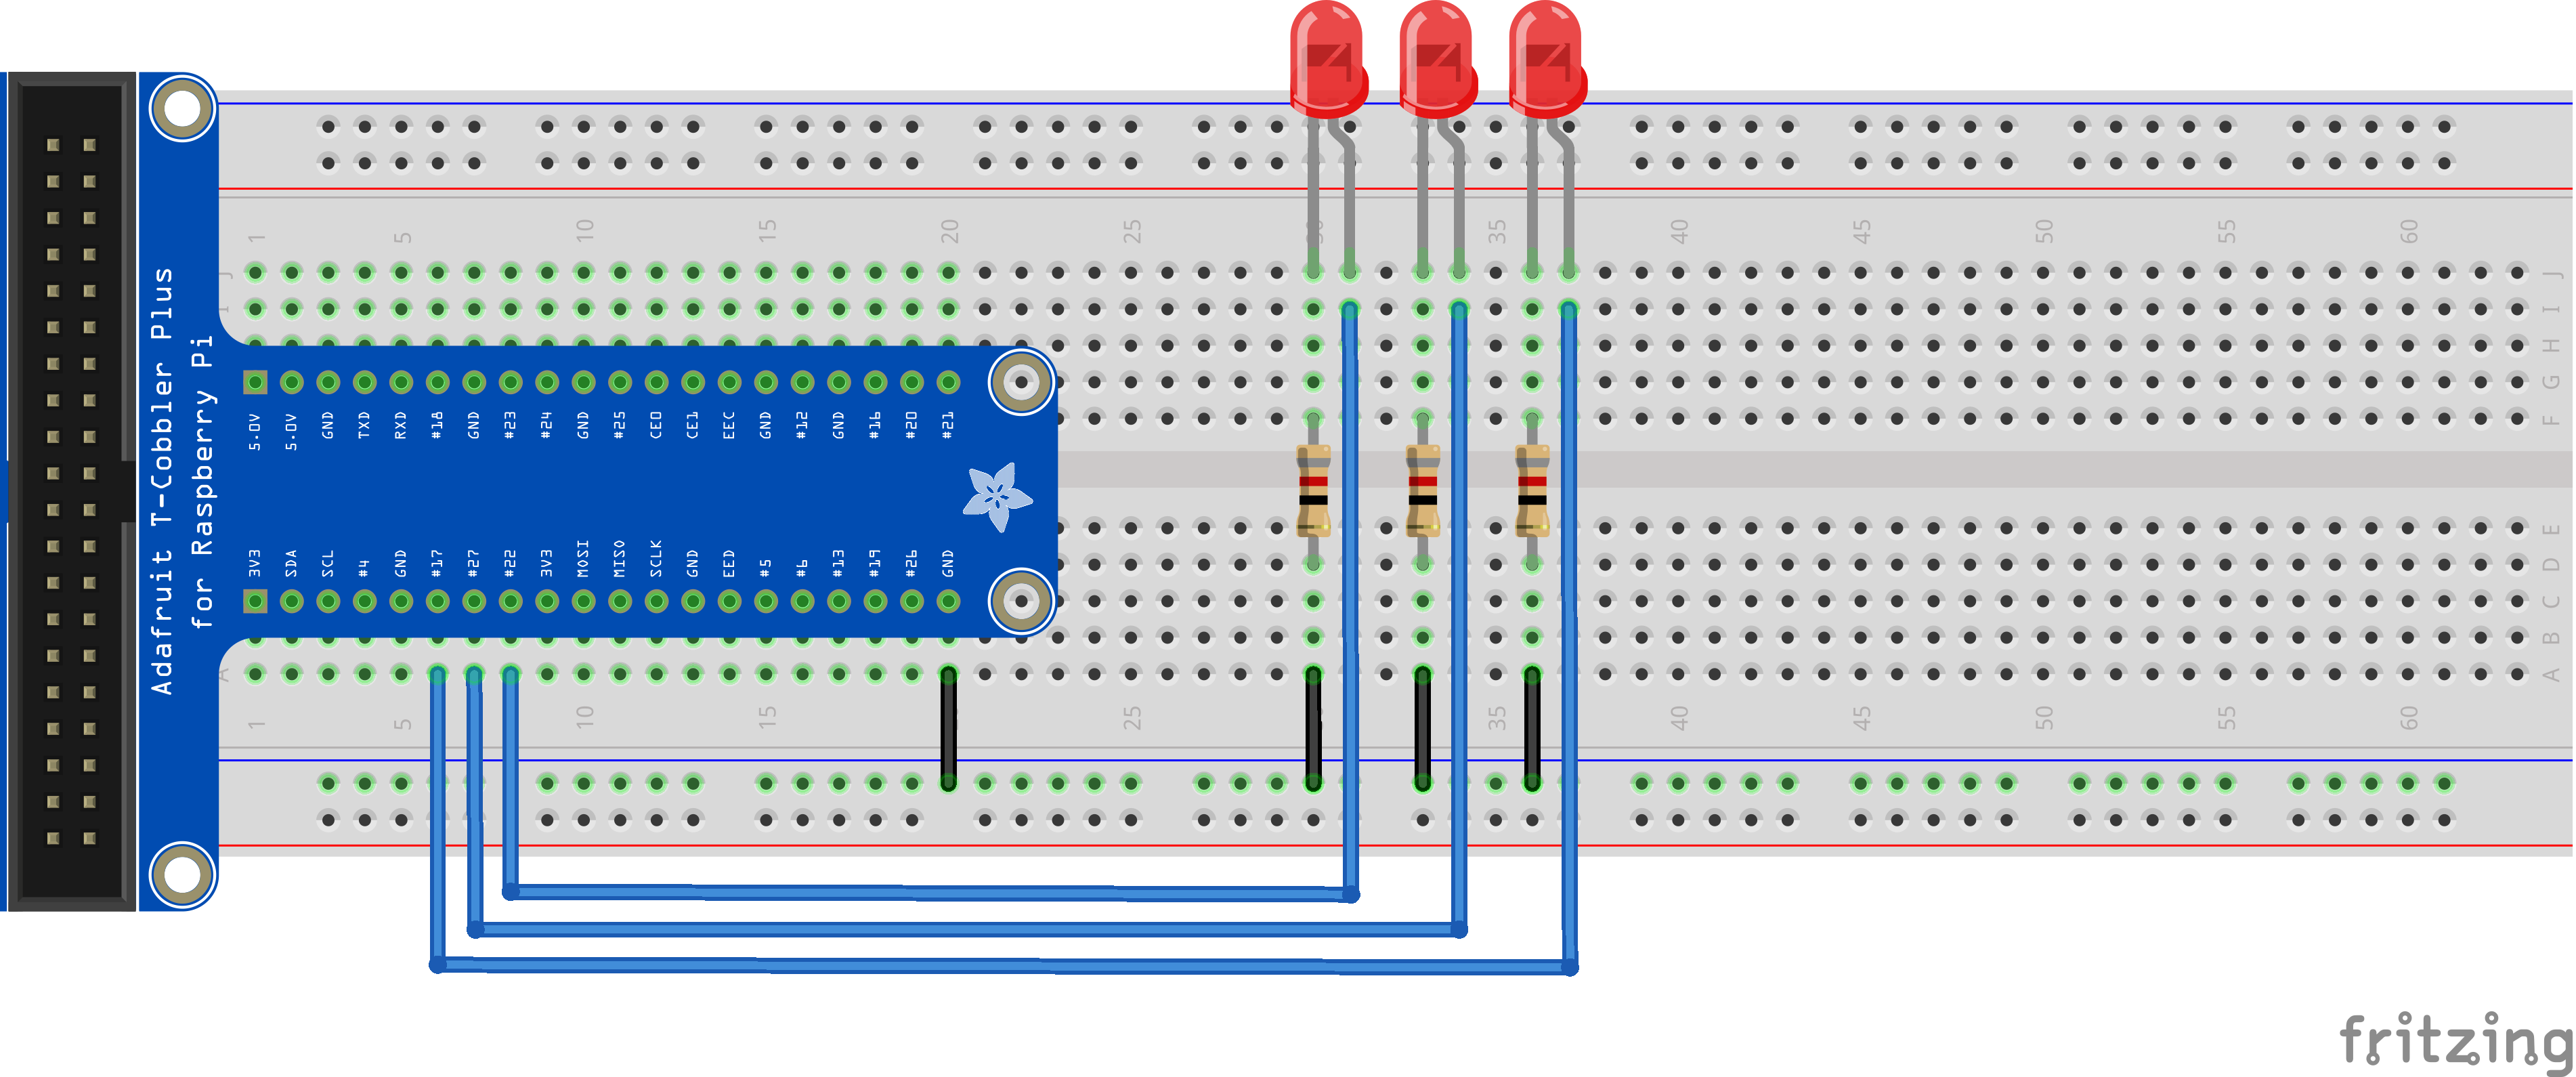 Adafruit T-Cobbler Plus
for Raspberry Pi
1 5 10 15 20 25 30 35 40 45 50 55 60
J J
I I
H
G
5.0V 5.0V GND TXD RXD #18 GND #23 #24 GND #25 CE0 CE1 EEC GND #12 GND #16 #20 #21
F
E
3V3 SDA SCL #4 GND #17 #27 #22 3V3 MOSI MISO SCLK GND EED #5 #6 #13 #19 #26 GND
D
C
B
A A
1 5 10 15 25 35 40 45 50 55 60
fritzing